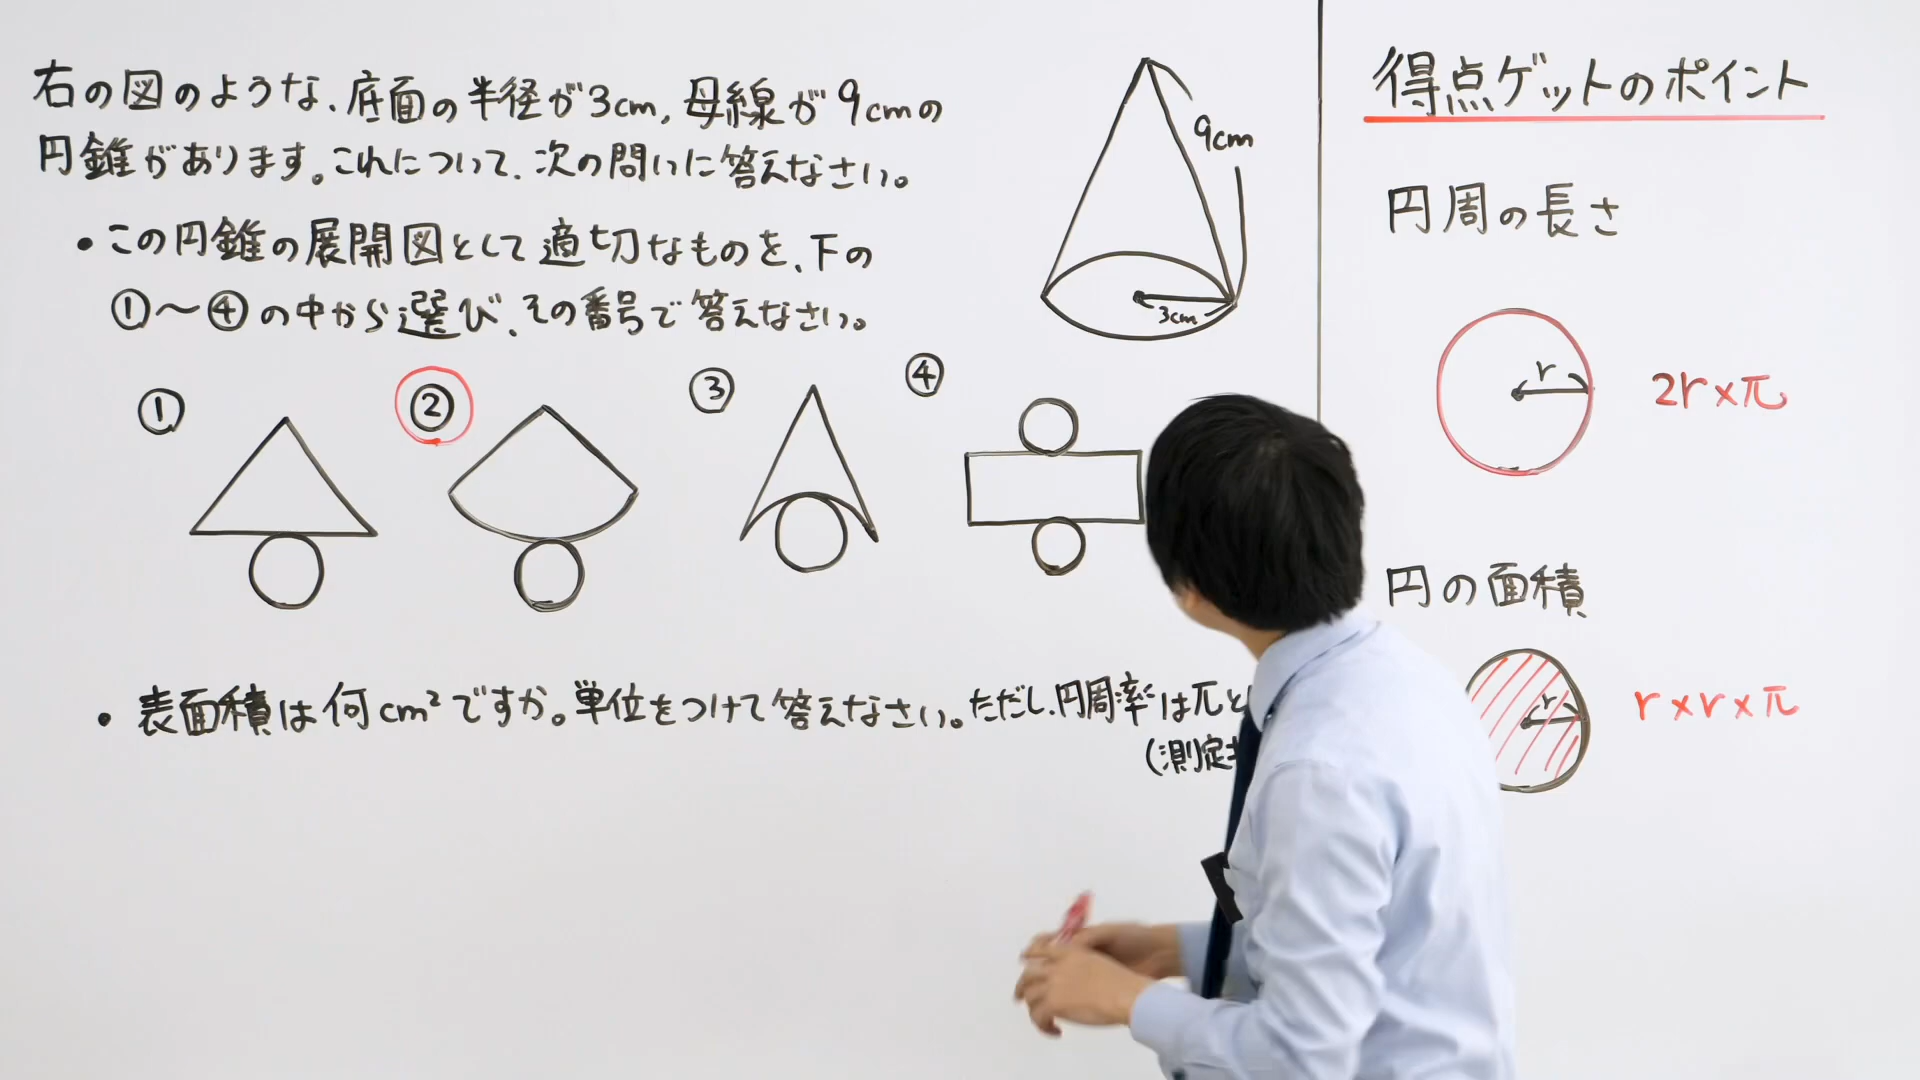 右の図のような、底面の半径が3cm, 母線が9cmの
円錐があります。これについて、次の問いに答えなさい。
• この円錐の展開図として適切なものを、下の
①〜④の中から選び、その番号で答えなさい。
9cm
3cm
① ② ③ ④
• 表面積は何cm²ですか。単位をつけて答えなさい。ただし、円周率はπと
(測定
得点ゲットのポイント
円周の長さ
r
2r×π
円の面積
r
r×r×π